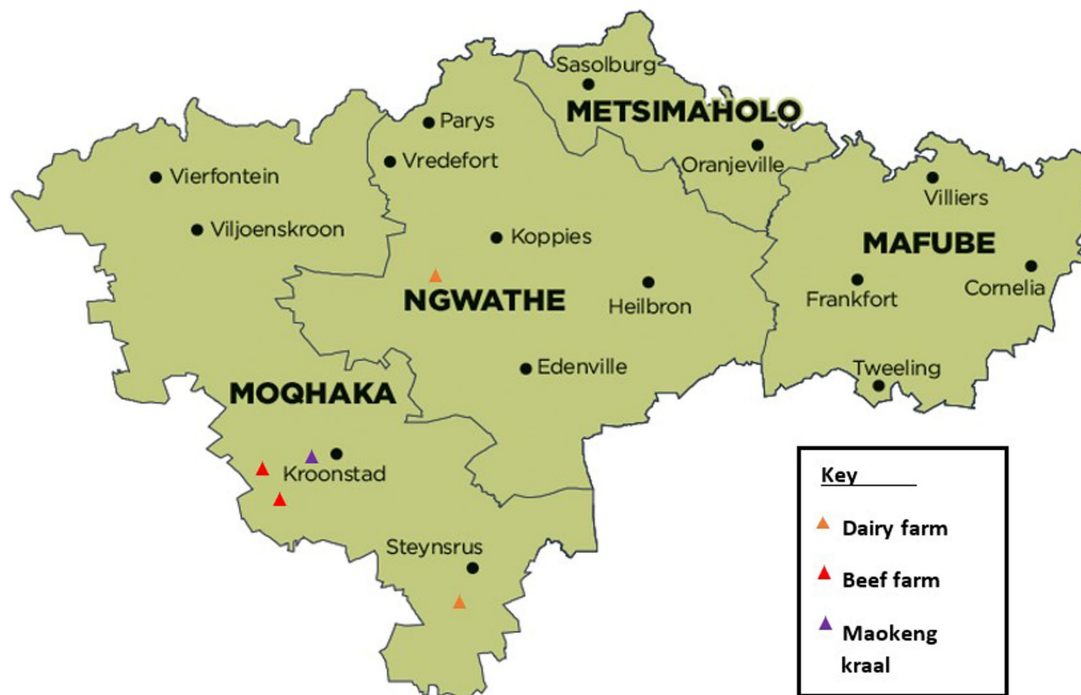 Sasolburg
METSIMAHOLO
Parys
Vredefort
Oranjeville
Vierfontein
Villiers
Viljoenskroon
Koppies
MAFUBE
NGWATHE
Heilbron
Frankfort
Cornelia
Edenville
Tweeling
MOQHAKA
Kroonstad
Steynsrus
Key
Dairy farm
Beef farm
Maokeng
kraal